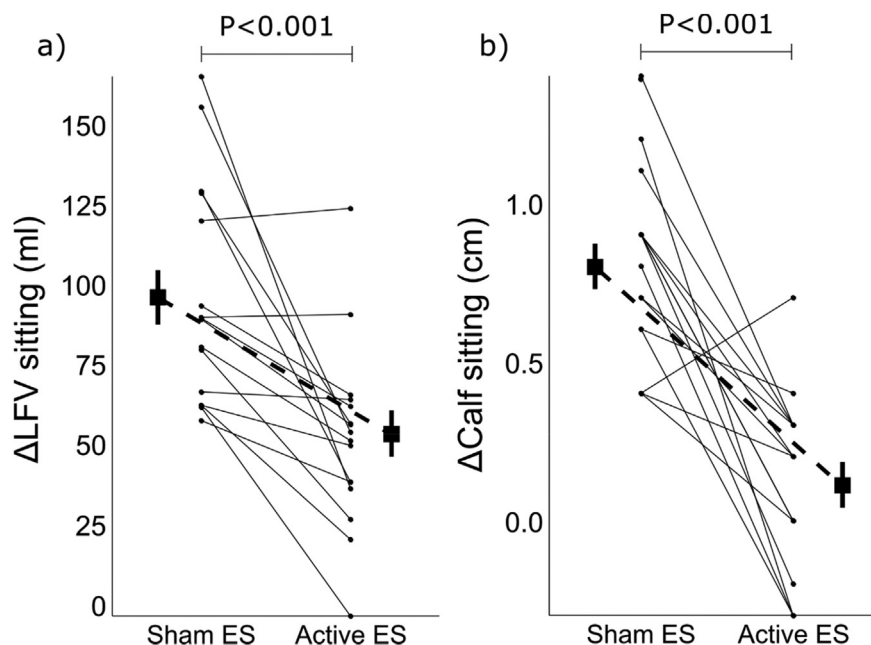 a)
P<0.001
ΔLFV sitting (ml)
150
125
100
75
50
25
0
Sham ES
Active ES
b)
P<0.001
ΔCalf sitting (cm)
1.0
0.5
0.0
Sham ES
Active ES